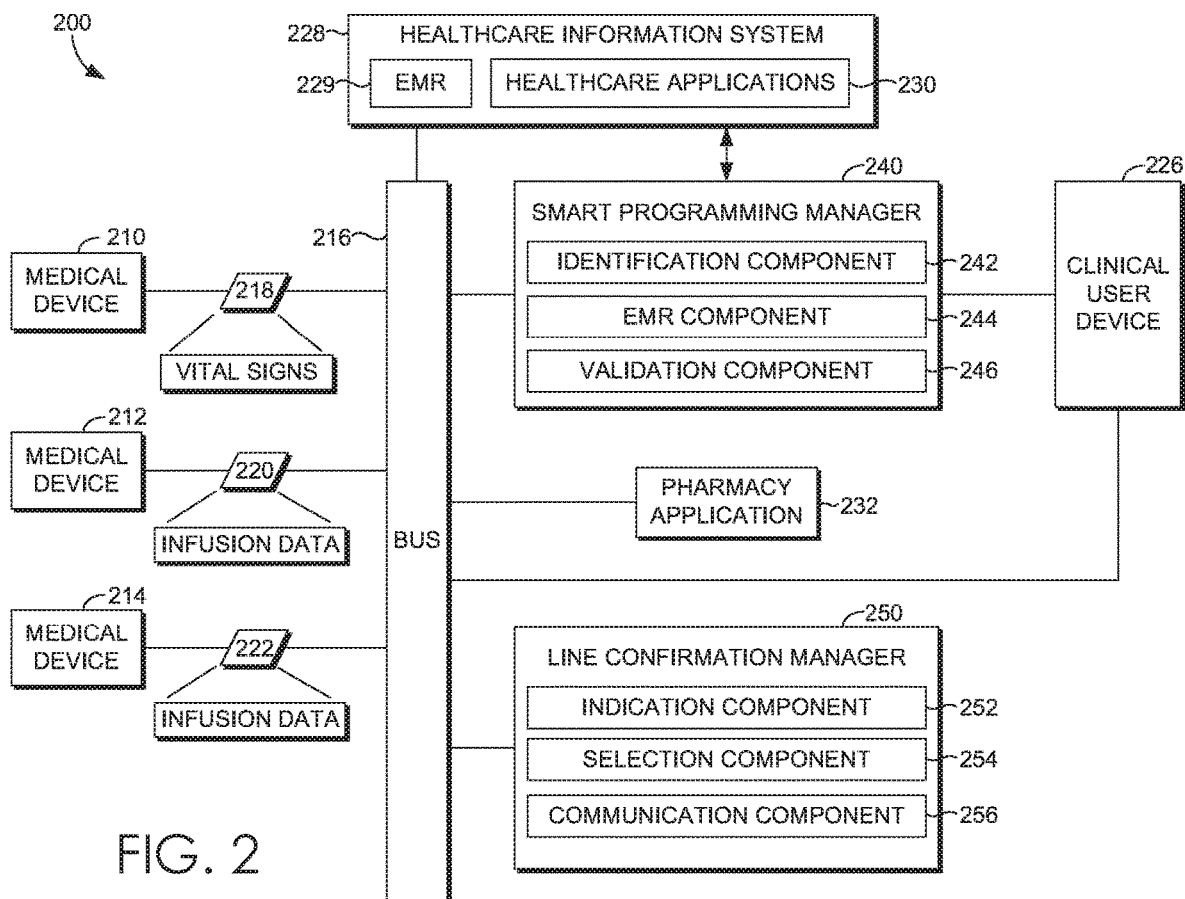 200
228
HEALTHCARE INFORMATION SYSTEM
229
EMR
HEALTHCARE APPLICATIONS
230
240
SMART PROGRAMMING MANAGER
IDENTIFICATION COMPONENT
242
EMR COMPONENT
244
VALIDATION COMPONENT
246
226
CLINICAL
USER
DEVICE
210
MEDICAL
DEVICE
218
VITAL SIGNS
216
BUS
212
MEDICAL
DEVICE
220
INFUSION DATA
PHARMACY
APPLICATION
232
214
MEDICAL
DEVICE
222
INFUSION DATA
250
LINE CONFIRMATION MANAGER
INDICATION COMPONENT
252
SELECTION COMPONENT
254
COMMUNICATION COMPONENT
256
FIG. 2